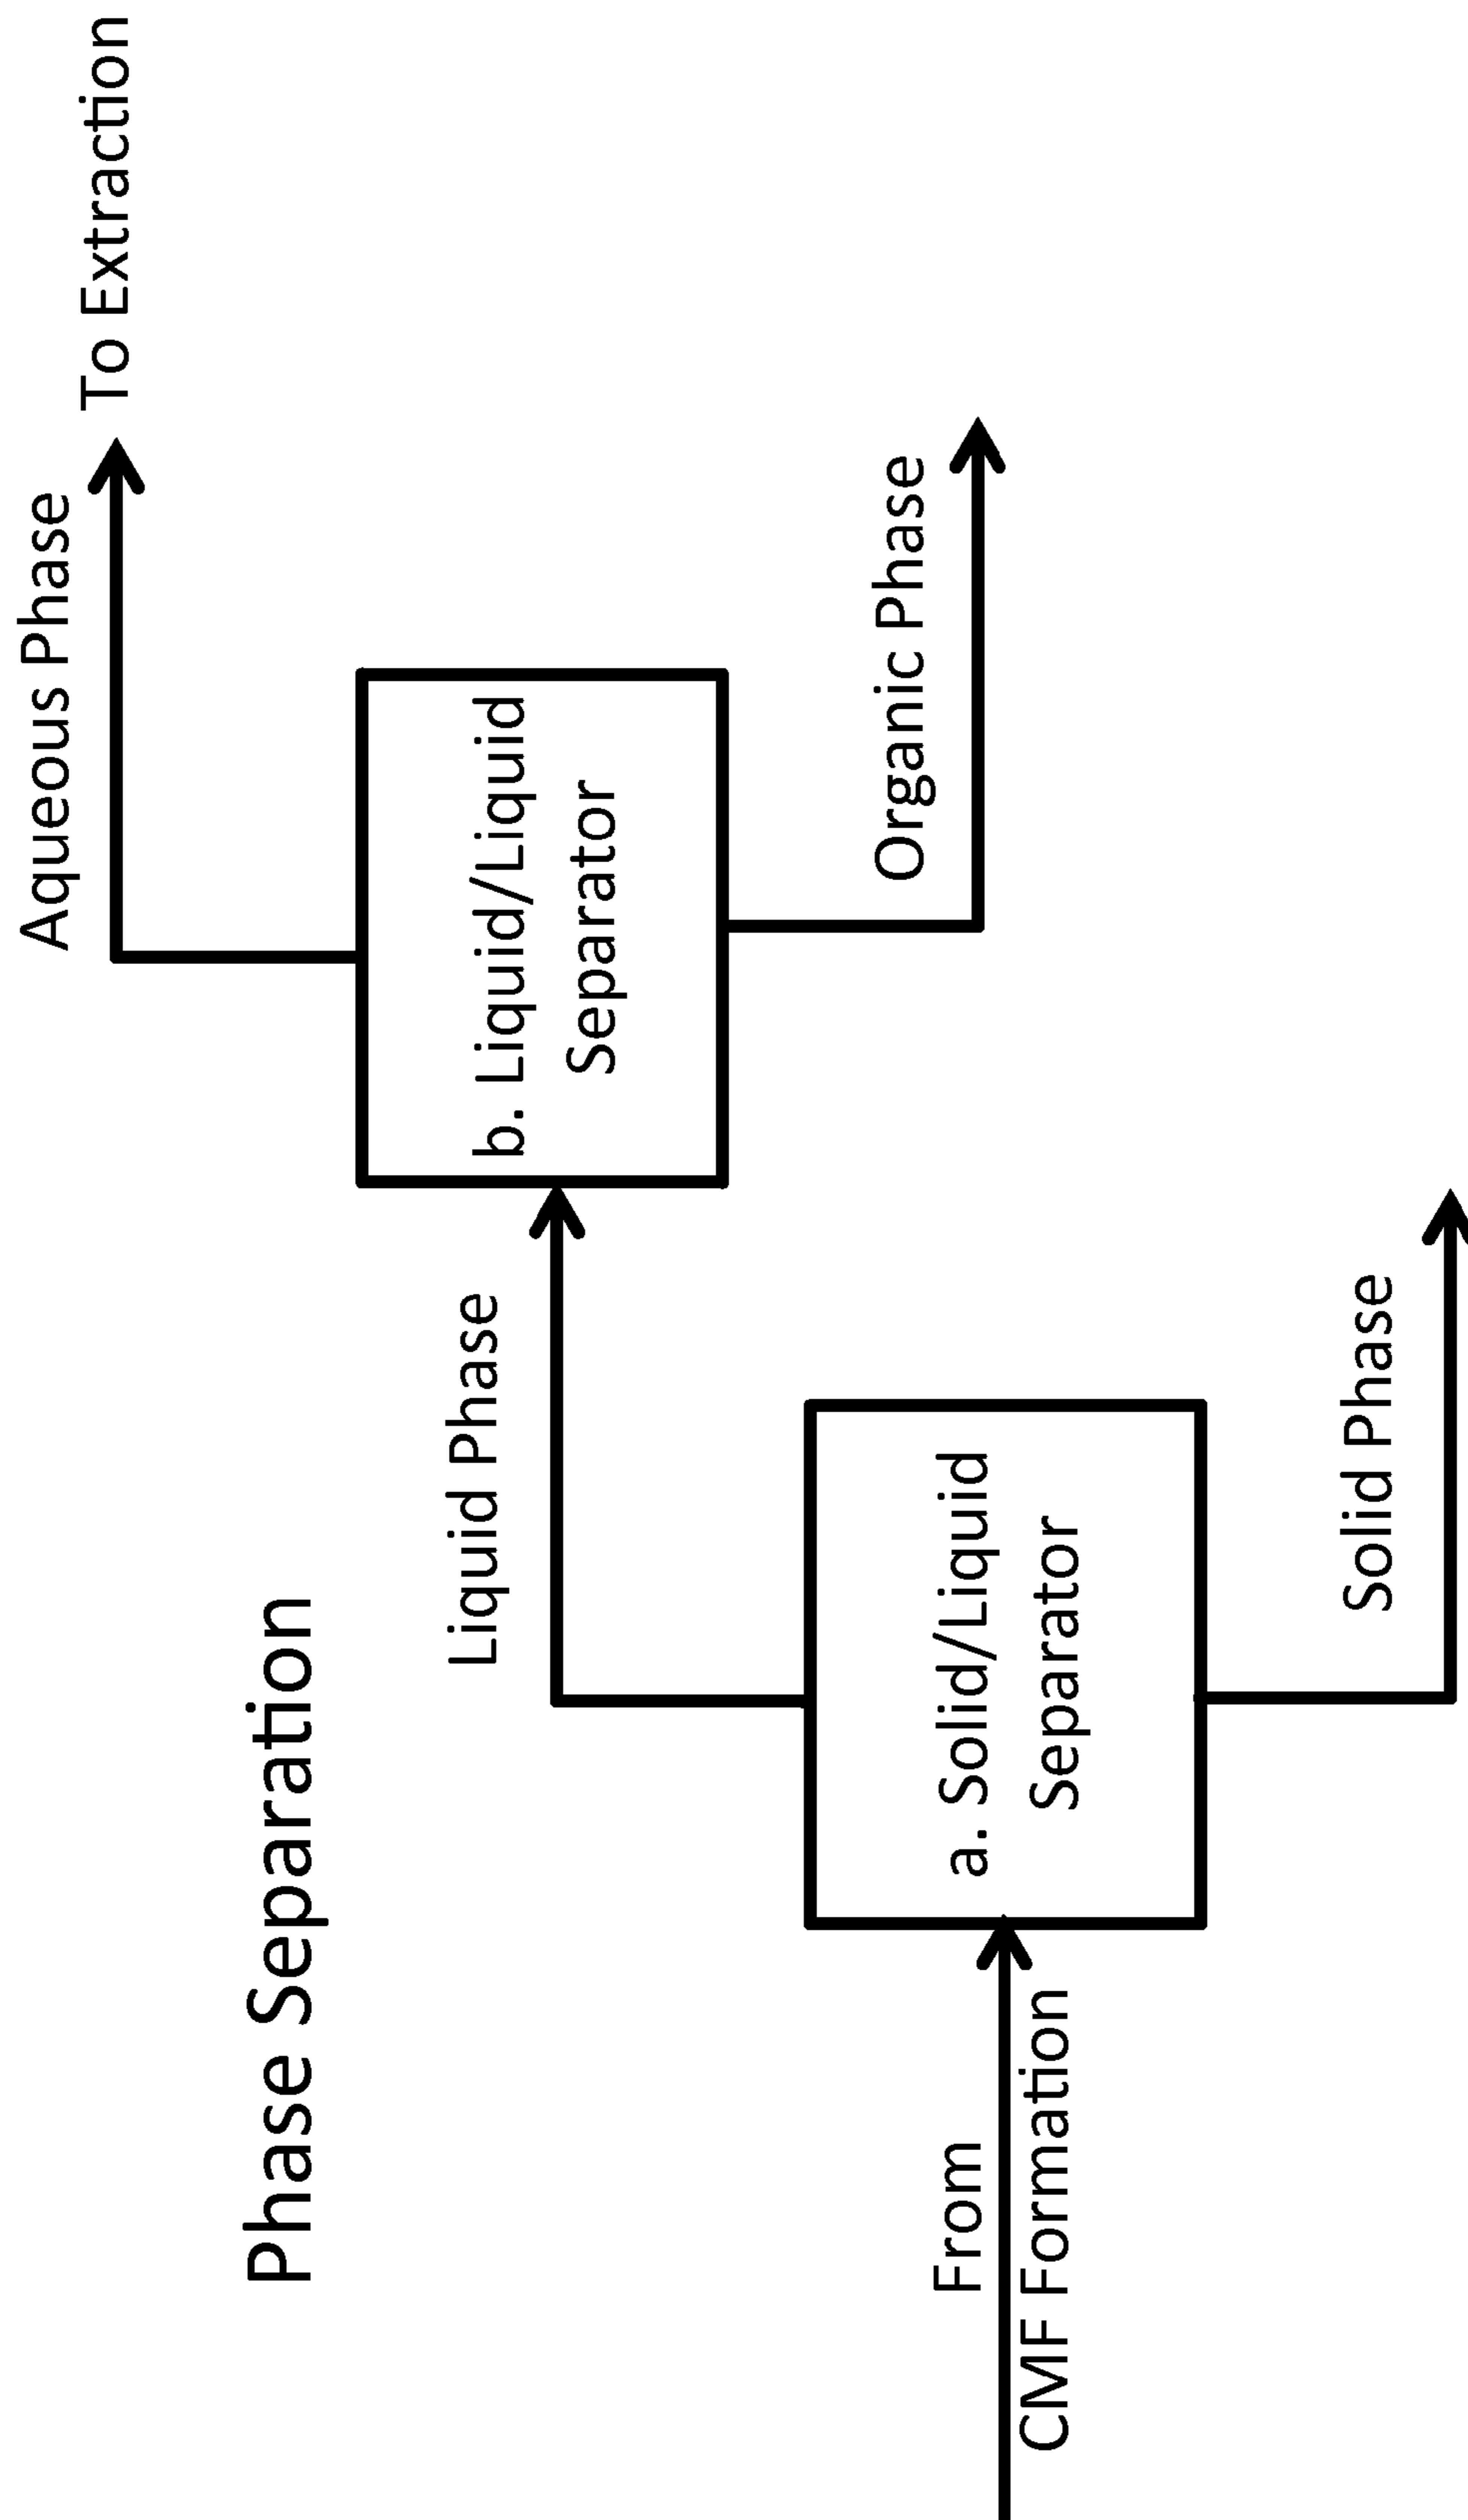 Phase Separation
From
CMF Formation
a. Solid/Liquid
Separator
Liquid Phase
Solid Phase
b. Liquid/Liquid
Separator
Aqueous Phase
To Extraction
Organic Phase